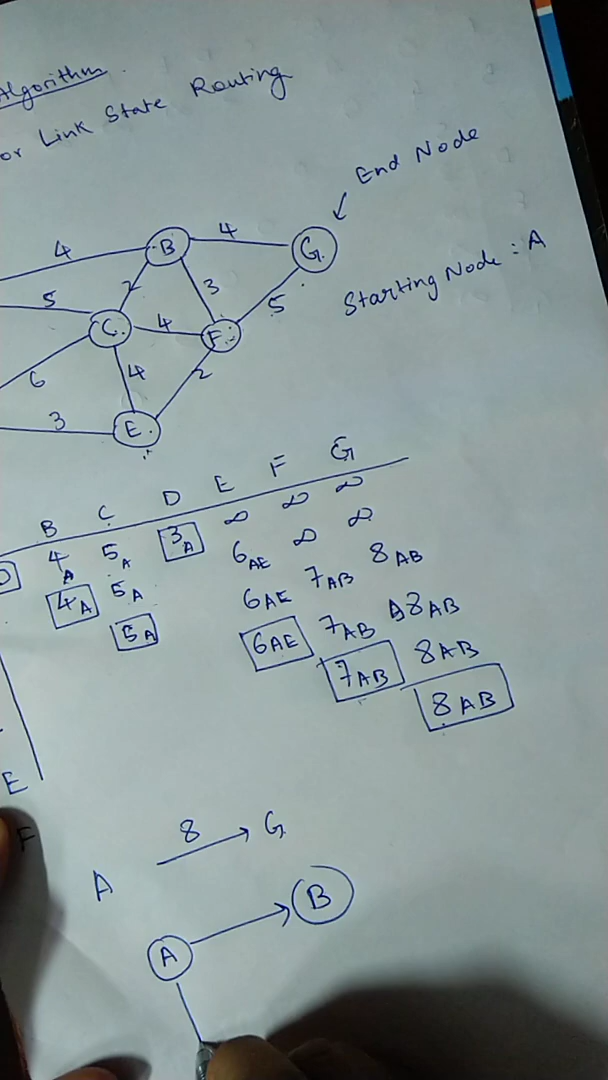 Algorithm
or Link State Routing
End Node
4 B 4 G
Starting Node : A
5 2 3 5
C 4 F
6 4 2
3 E
B C D E F G
4A 5A 3A ∞ ∞ ∞
4A 5A 6AE ∞ ∞
5A 6AE 7AB 8AB
6AE 7AB 8AB
7AB 8AB
8AB
E
F
A 8 G
A B